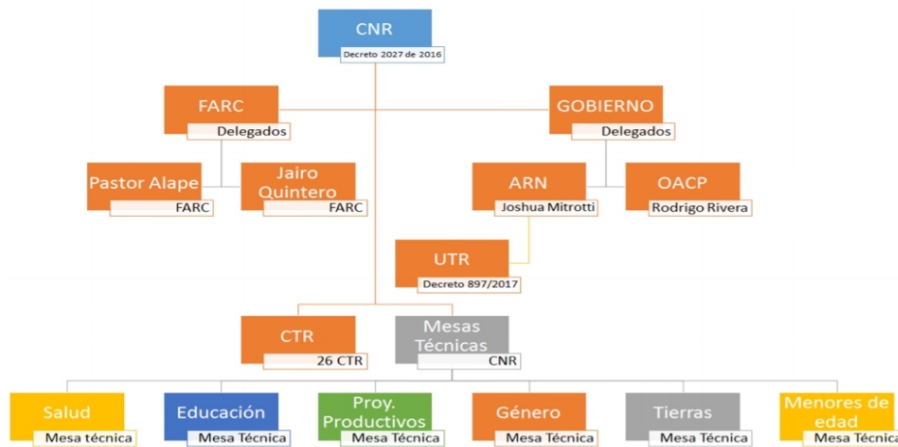 CNR
Decreto 2027 de 2016
FARC
Delegados
GOBIERNO
Delegados
Pastor Alape
FARC
Jairo
Quintero
FARC
ARN
Joshua Mitrotti
OACP
Rodrigo Rivera
UTR
Decreto 897/2017
CTR
26 CTR
Mesas
Técnicas
CNR
Salud
Mesa técnica
Educación
Mesa Técnica
Proy.
Productivos
Mesa Técnica
Género
Mesa Técnica
Tierras
Mesa Técnica
Menores de
edad
Mesa Técnica